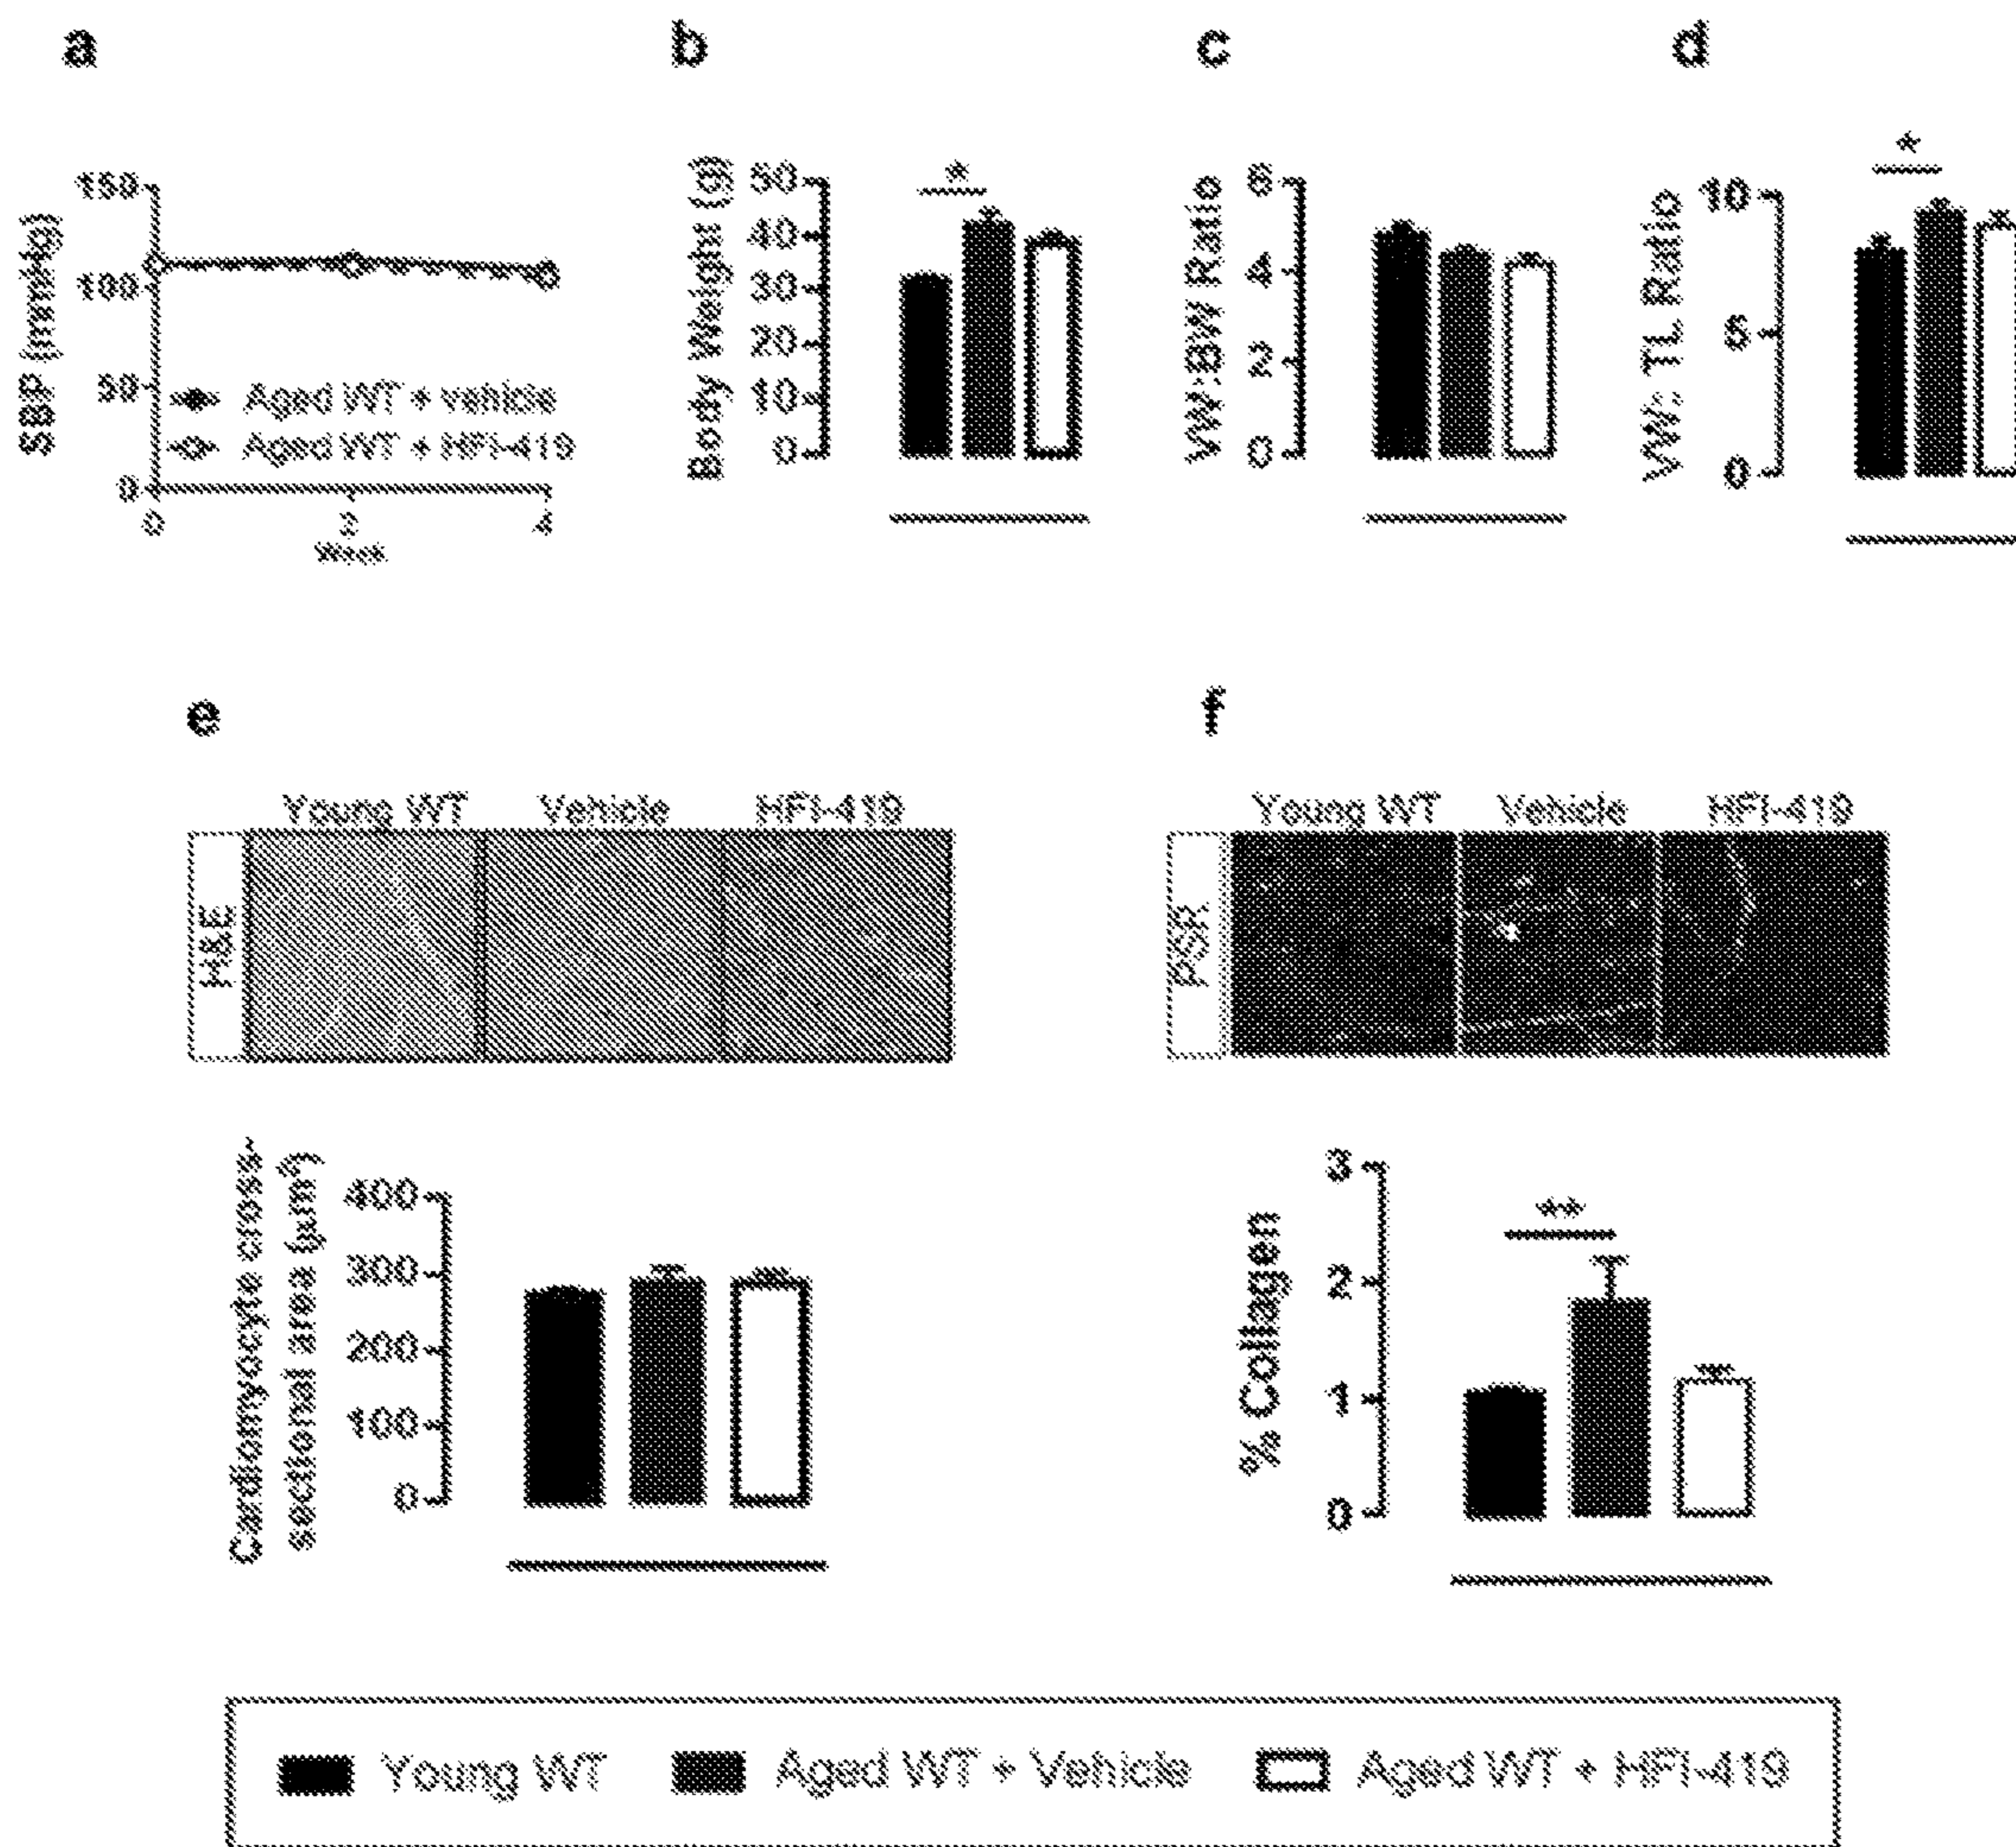 a
b
c
d
SBP (mmHg)
150
100
50
0
0
2
4
Week
Aged WT + vehicle
Aged WT + HFI-419
Body Weight (g)
50
40
30
20
10
0
*
VW:BW Ratio
6
4
2
0
VW: TL Ratio
10
5
0
*
e
Young WT Vehicle HFI-419
H&E
Cardiomyocyte cross-
sectional area (µm²)
400
300
200
100
0
f
Young WT Vehicle HFI-419
PSR
% Collagen
3
2
1
0
**
Young WT Aged WT + Vehicle Aged WT + HFI-419